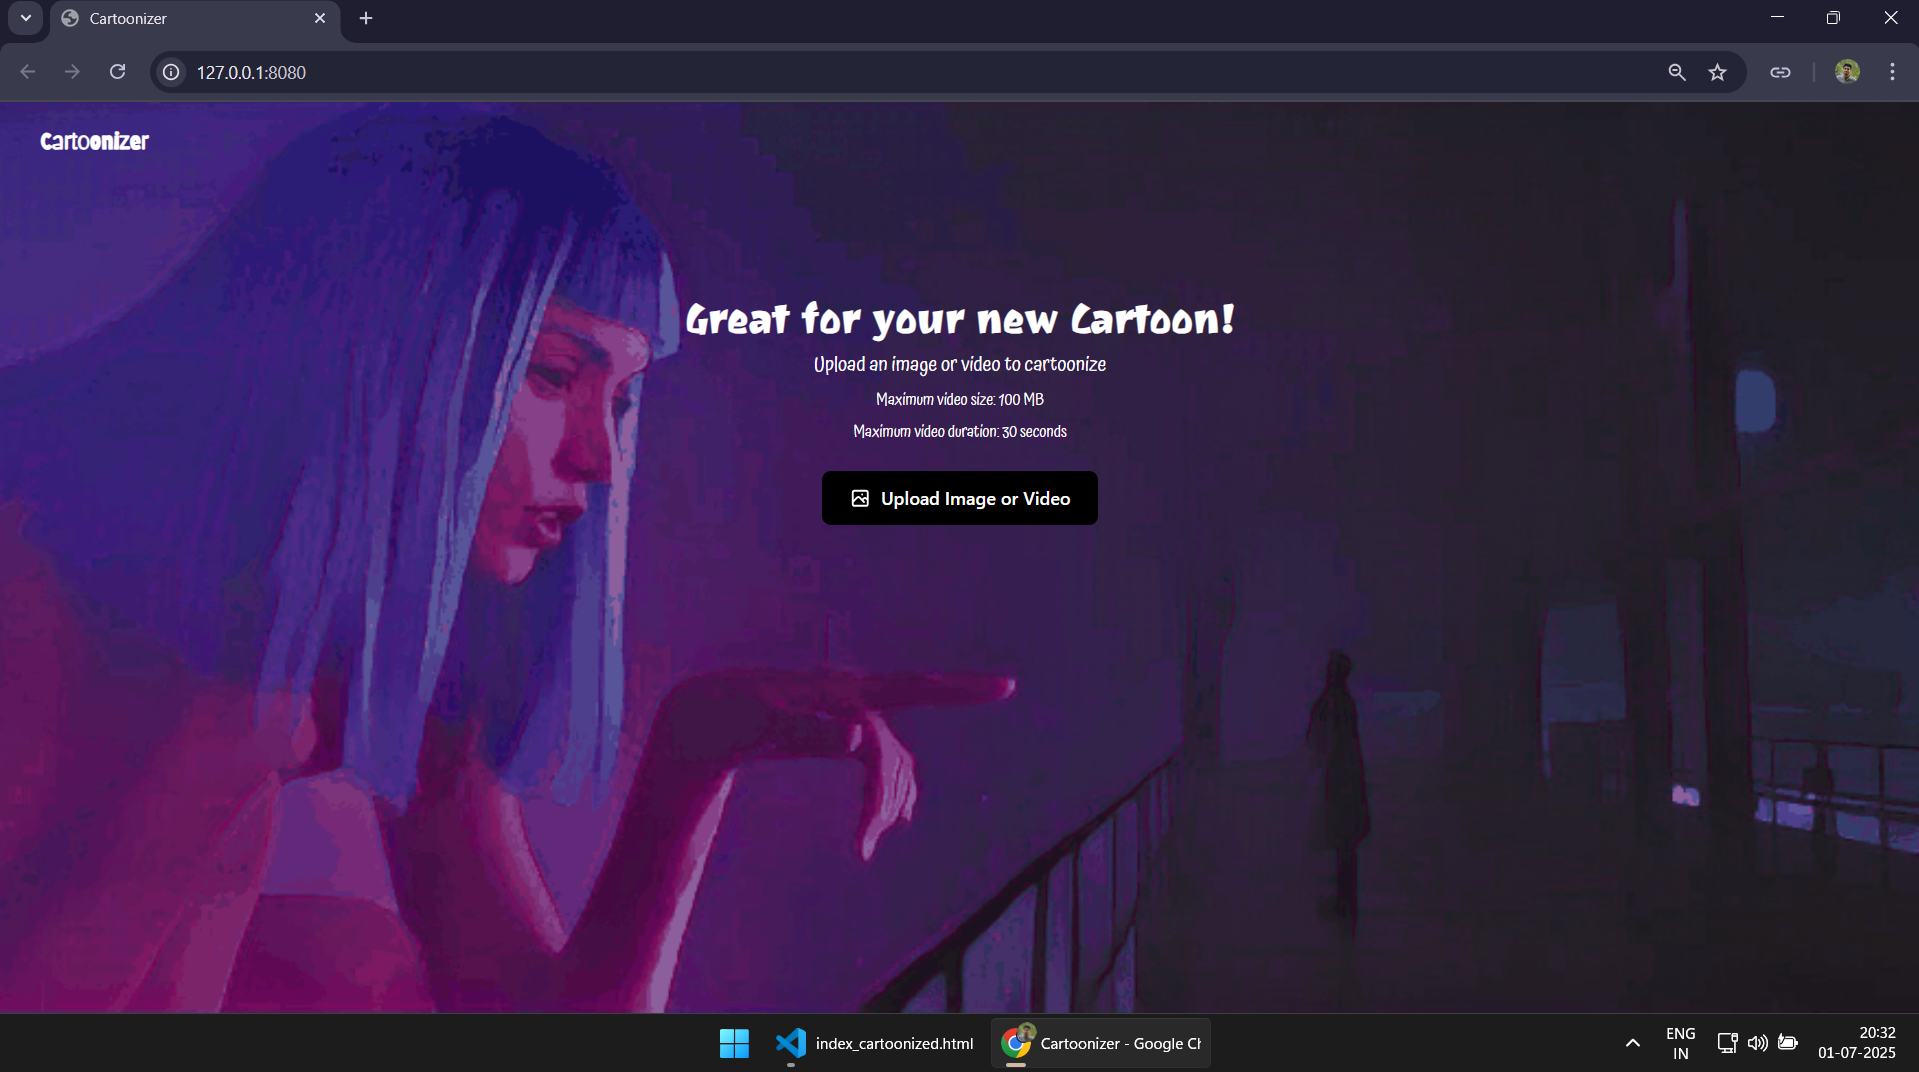 Cartoonizer
127.0.0.1:8080
Cartoonizer
Great for your new Cartoon!
Upload an image or video to cartoonize
Maximum video size: 100 MB
Maximum video duration: 30 seconds
Upload Image or Video
index_cartoonized.html
Cartoonizer - Google Ch
ENG
IN
20:32
01-07-2025